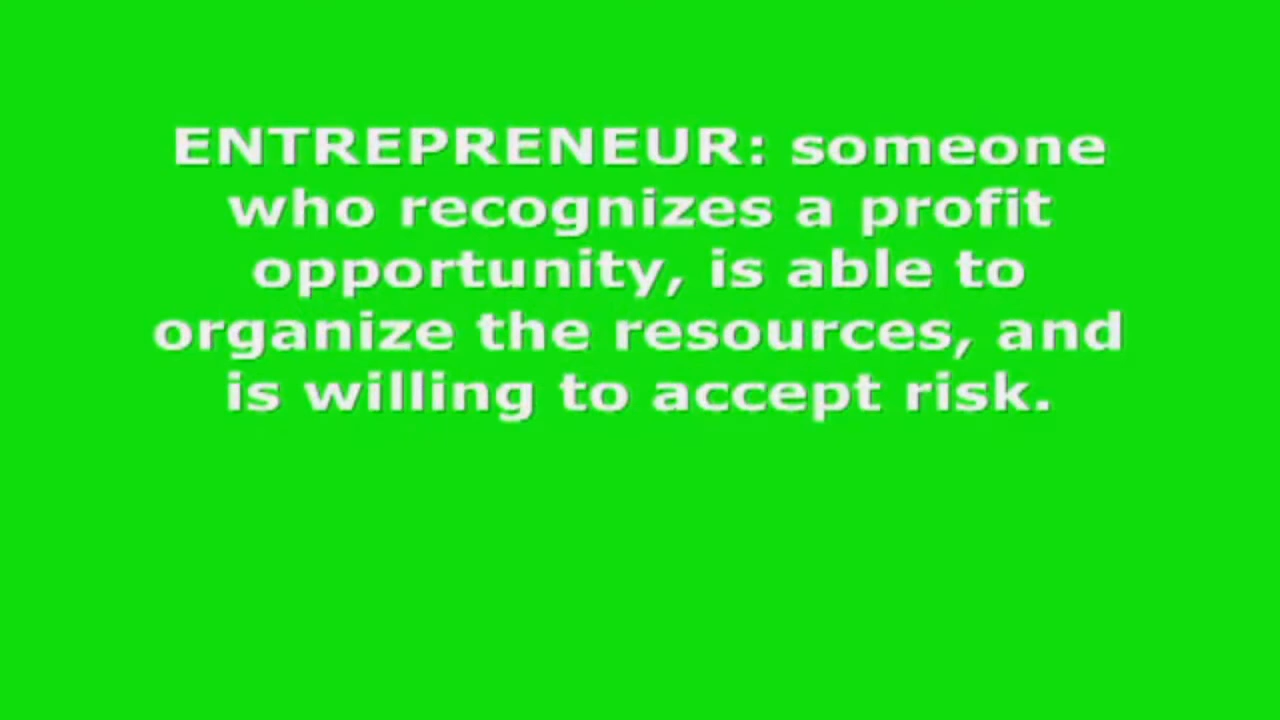 ENTREPRENEUR: someone
who recognizes a profit
opportunity, is able to
organize the resources, and
is willing to accept risk.